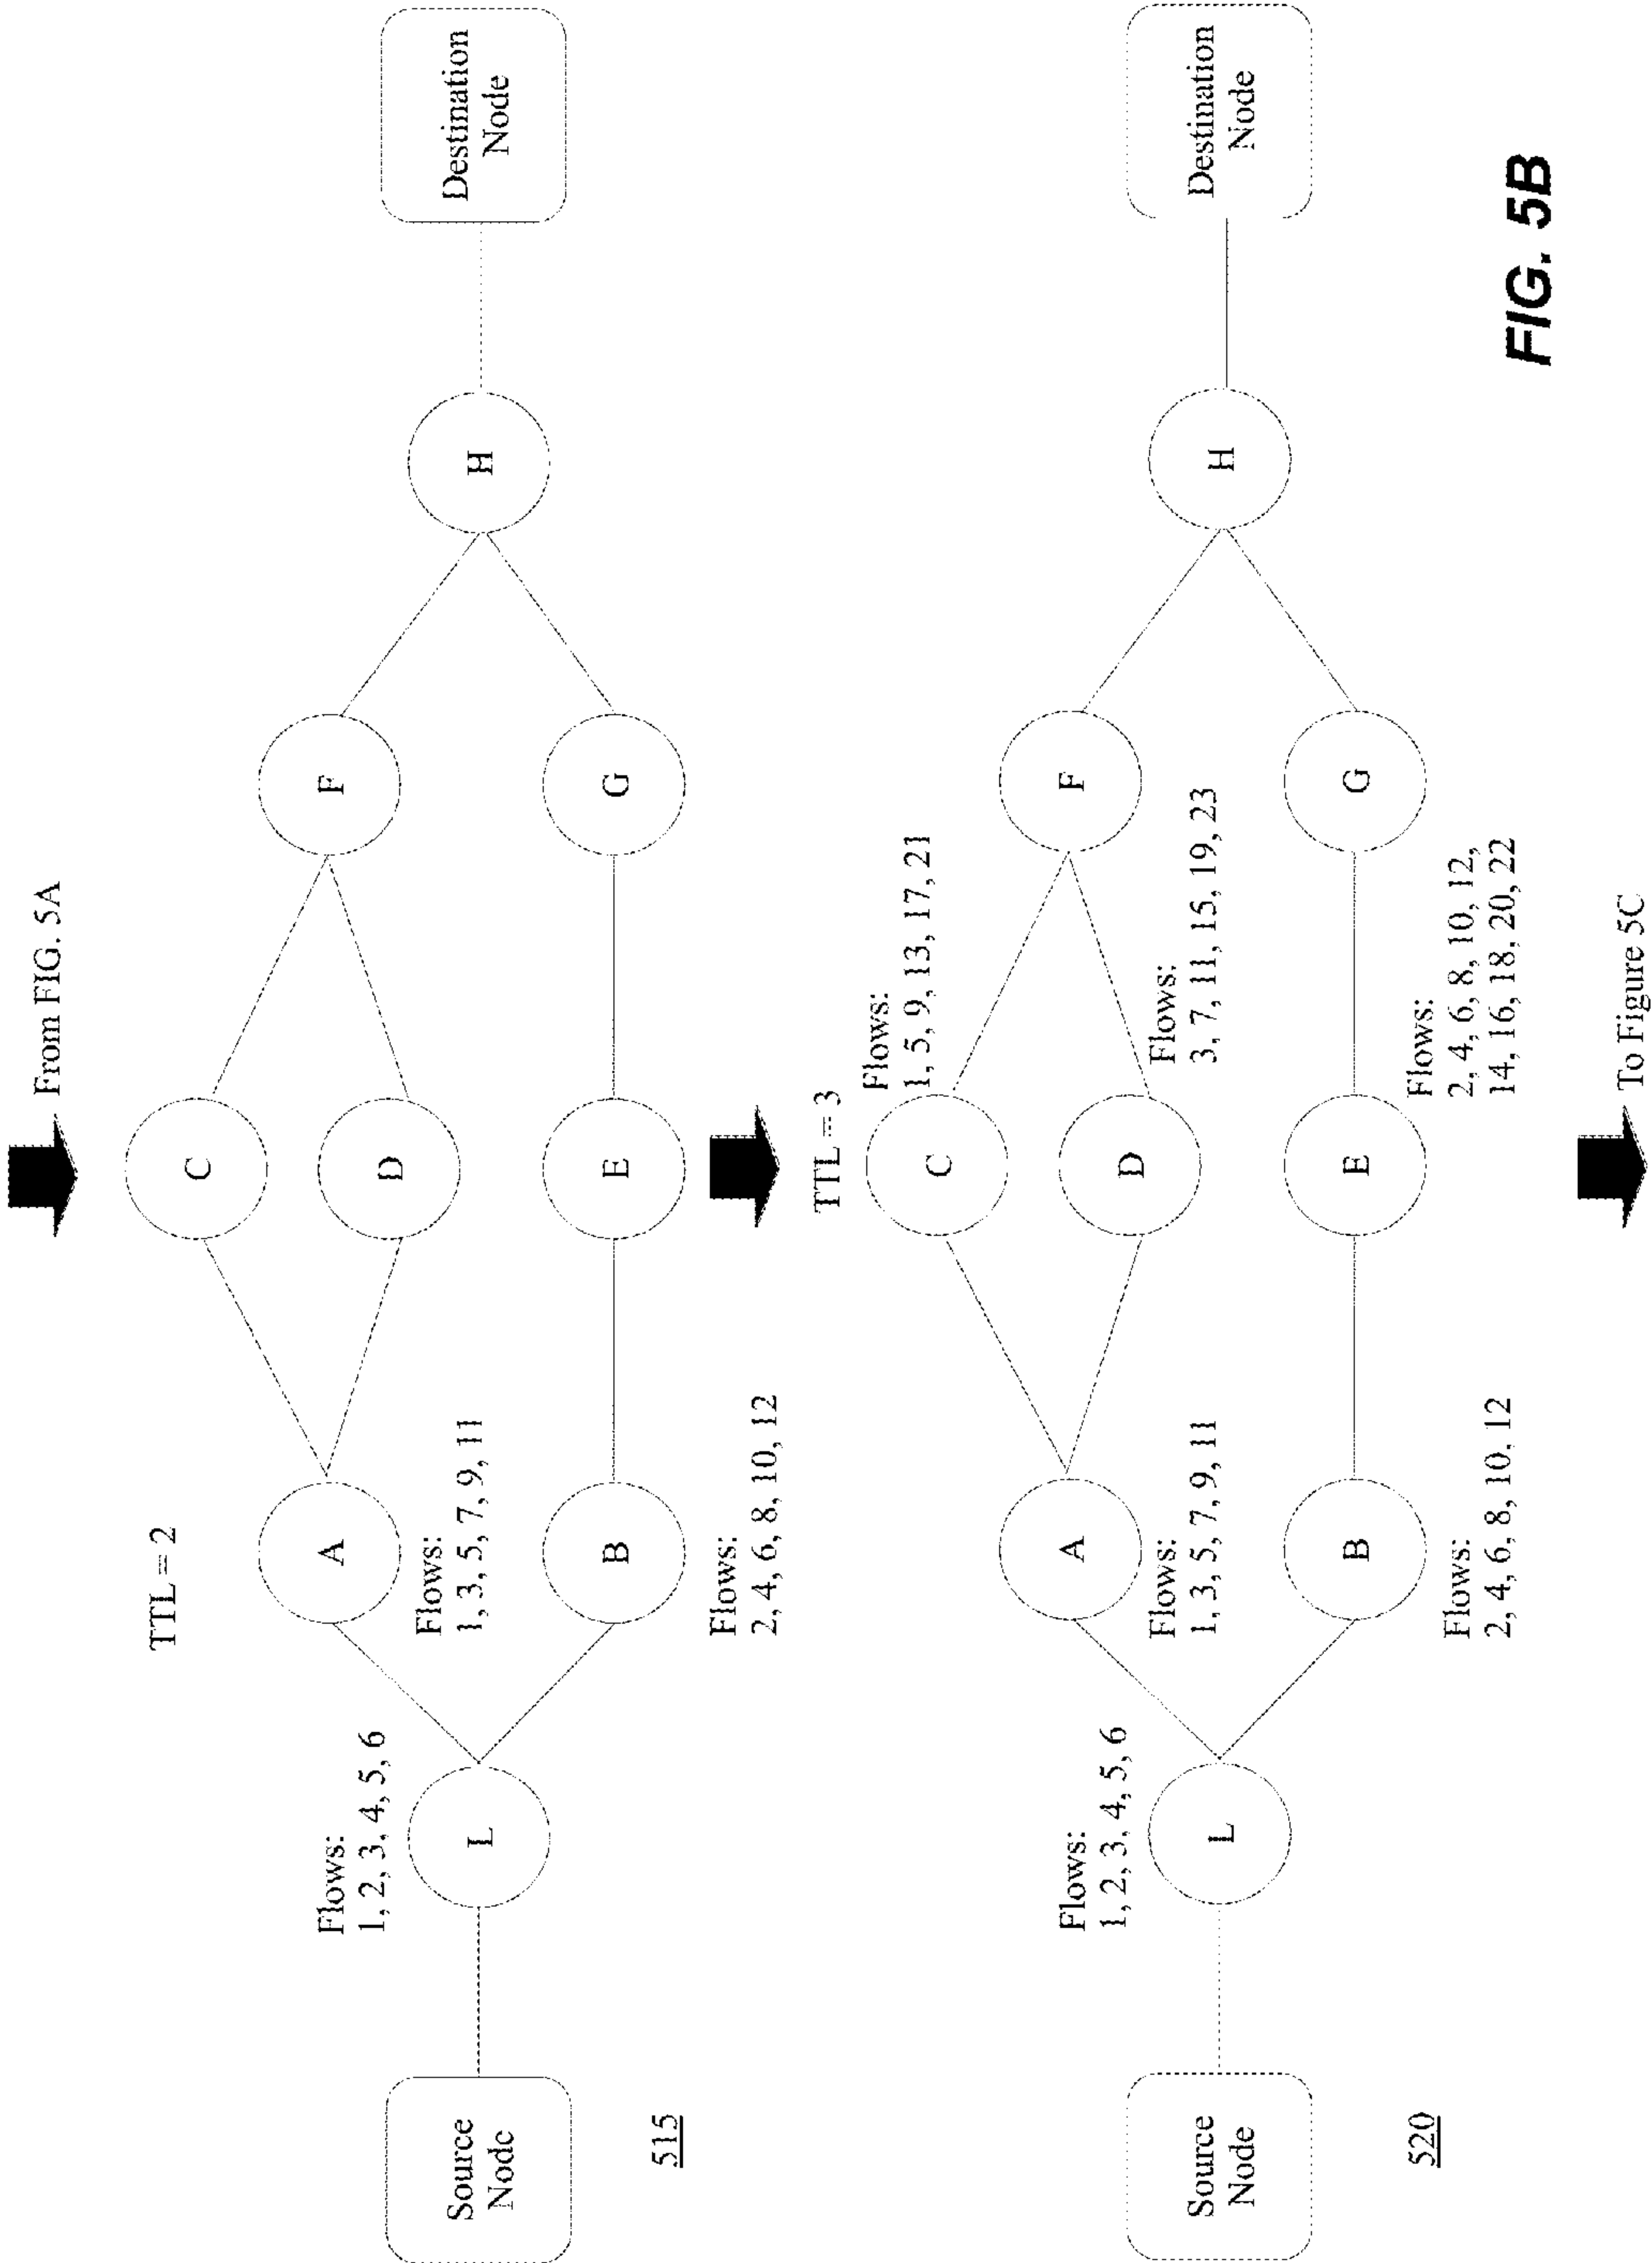 From FIG. 5A
TTL = 2
C
Flows:
1, 2, 3, 4, 5, 6
A
D
F
Source
Node
L
Flows:
1, 3, 5, 7, 9, 11
H
Destination
Node
B
E
G
515
Flows:
2, 4, 6, 8, 10, 12
TTL = 3
C
Flows:
1, 5, 9, 13, 17, 21
Flows:
1, 2, 3, 4, 5, 6
A
D
F
Source
Node
L
Flows:
1, 3, 5, 7, 9, 11
Flows:
3, 7, 11, 15, 19, 23
H
Destination
Node
B
E
G
520
Flows:
2, 4, 6, 8, 10, 12
Flows:
2, 4, 6, 8, 10, 12,
14, 16, 18, 20, 22
To Figure 5C
FIG. 5B